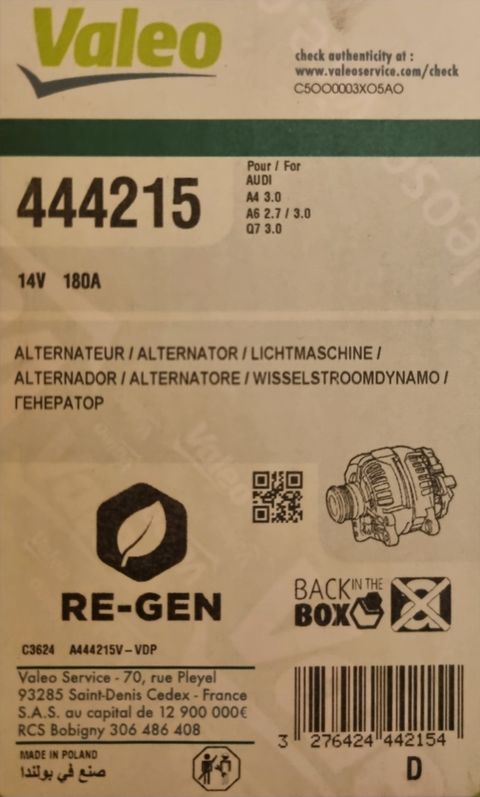 Valeo
check authenticity at :
www.valeoservice.com/check
C5OO0003XO5AO
444215
Pour / For
AUDI
A4 3.0
A6 2.7 / 3.0
Q7 3.0
14V 180A
ALTERNATEUR / ALTERNATOR / LICHTMASCHINE /
ALTERNADOR / ALTERNATORE / WISSELSTROOMDYNAMO /
ГЕНЕРАТОР
RE-GEN
BACK IN THE
BOX
C3624 A444215V-VDP
Valeo Service - 70, rue Pleyel
93285 Saint-Denis Cedex - France
S.A.S. au capital de 12 900 000€
RCS Bobigny 306 486 408
MADE IN POLAND
صنع في بولندا
3 276424 442154
D